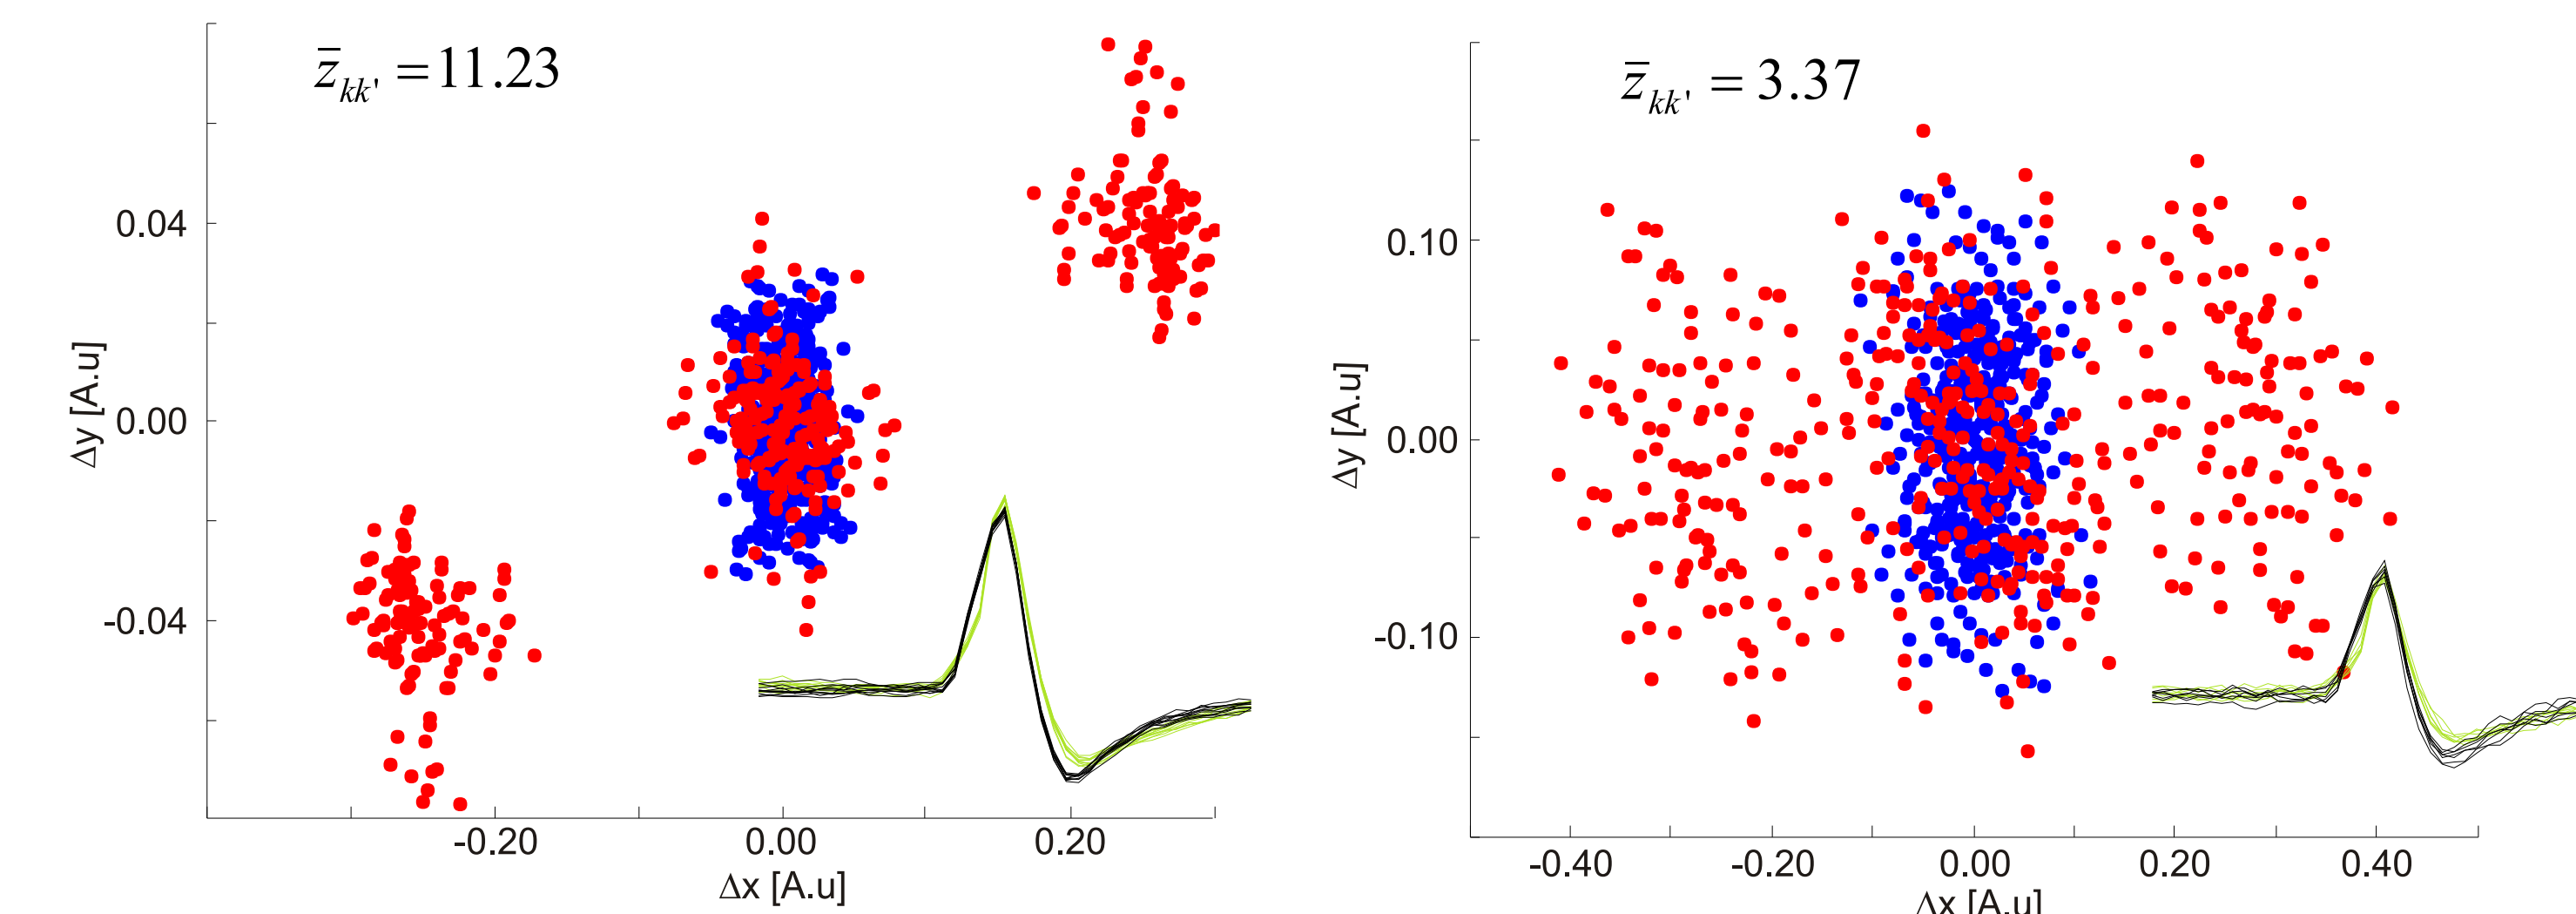 z̄kk' = 11.23
0.04
0.00
-0.04
Δy [A.u]
-0.20 0.00 0.20
Δx [A.u]
z̄kk' = 3.37
0.10
0.00
-0.10
Δy [A.u]
-0.40 -0.20 0.00 0.20 0.40
Δx [A.u]